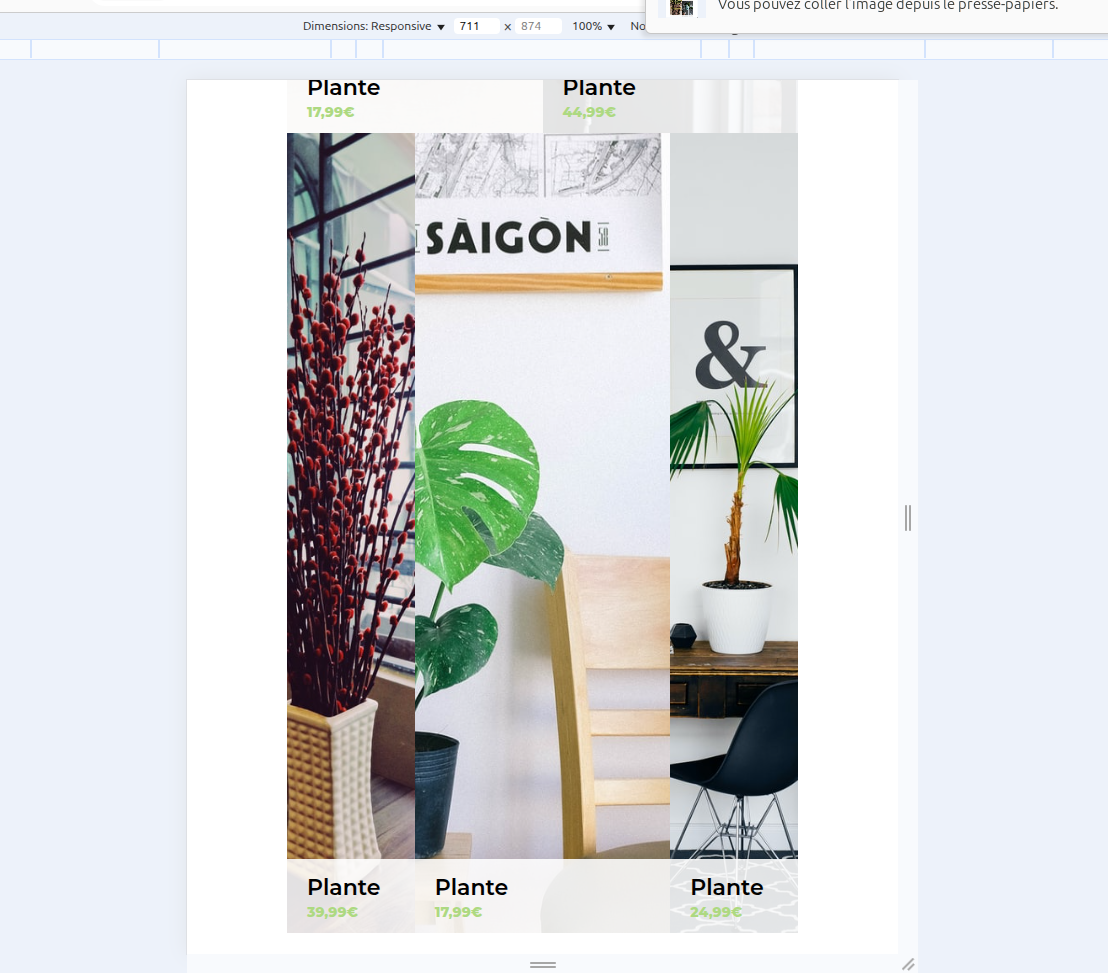 Vous pouvez coller l'image depuis le presse-papiers.
Dimensions: Responsive 711 x 874 100% No
Plante
17,99€
Plante
44,99€
SÀIGÒN
&
Plante
39,99€
Plante
17,99€
Plante
24,99€